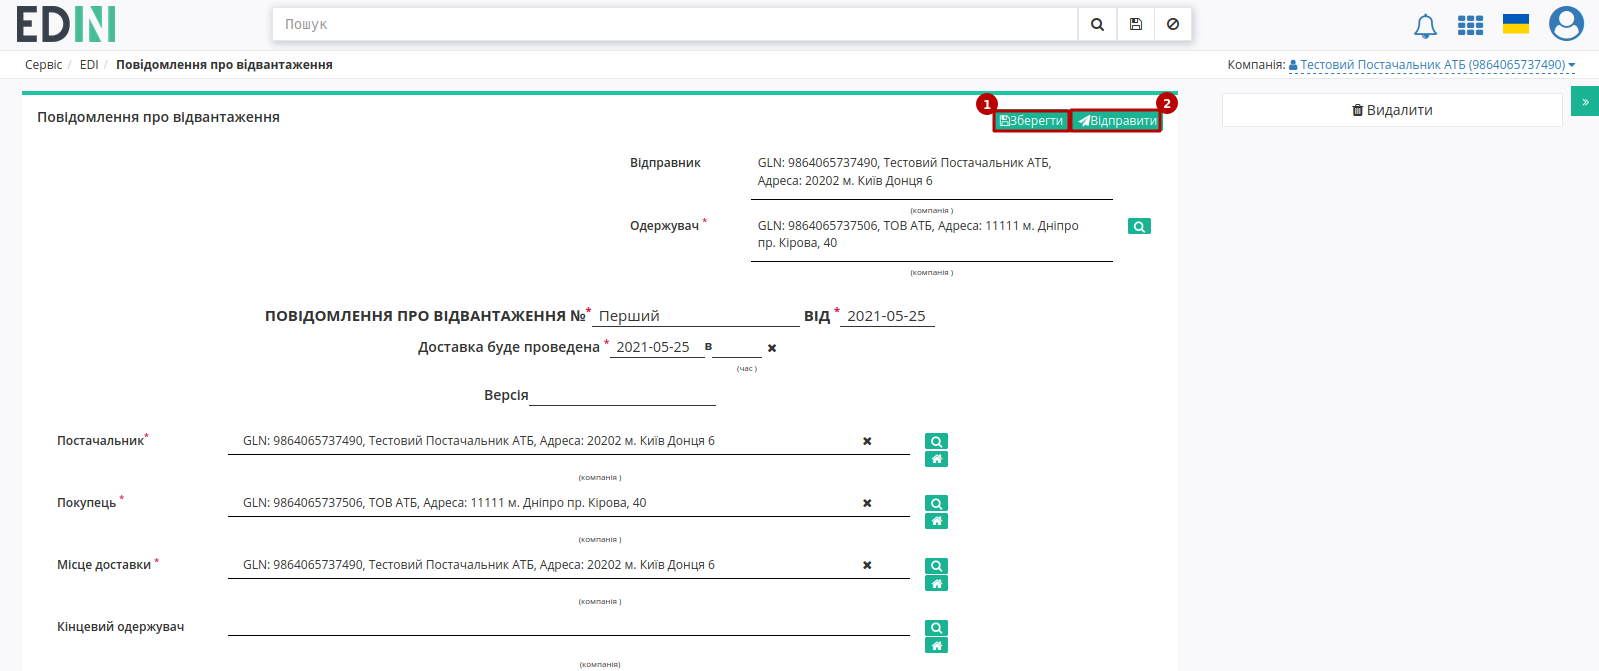 EDIN
Пошук
Сервіс / EDI / Повідомлення про відвантаження
Компанія: Тестовий Постачальник АТБ (9864065737490)
1 2
Повідомлення про відвантаження
Зберегти Відправити
» Видалити
Відправник GLN: 9864065737490, Тестовий Постачальник АТБ,
Адреса: 20202 м. Київ Донця 6
(компанія )
Одержувач * GLN: 9864065737506, ТОВ АТБ, Адреса: 11111 м. Дніпро
пр. Кірова, 40
(компанія )
ПОВІДОМЛЕННЯ ПРО ВІДВАНТАЖЕННЯ №* Перший ВІД * 2021-05-25
Доставка буде проведена * 2021-05-25 в ✖
(час )
Версія
Постачальник* GLN: 9864065737490, Тестовий Постачальник АТБ, Адреса: 20202 м. Київ Донця 6 ✖
(компанія )
Покупець * GLN: 9864065737506, ТОВ АТБ, Адреса: 11111 м. Дніпро пр. Кірова, 40 ✖
(компанія )
Місце доставки * GLN: 9864065737490, Тестовий Постачальник АТБ, Адреса: 20202 м. Київ Донця 6 ✖
(компанія )
Кінцевий одержувач
(компанія)